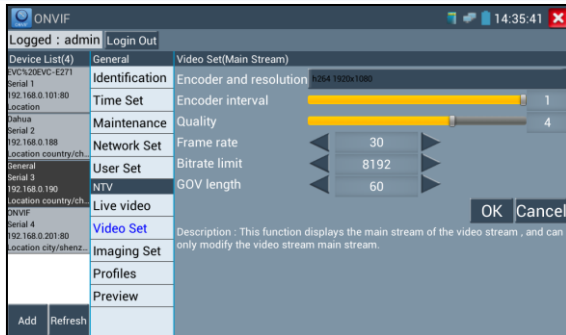 ONVIF
14:35:41
Logged : admin Login Out
Device List(4)
EVC%20EVC-E271
Serial 1
192.168.0.101:80
Location
Dahua
Serial 2
192.168.0.188
Location country/ch...
General
Serial 3
192.168.0.190
Location country/ch...
ONVIF
Serial 4
192.168.0.201:80
Location city/shenz...
Add Refresh
General
Identification
Time Set
Maintenance
Network Set
User Set
NTV
Live video
Video Set
Imaging Set
Profiles
Preview
Video Set(Main Stream)
Encoder and resolution h264 1920x1080
Encoder interval 1
Quality 4
Frame rate 30
Bitrate limit 8192
GOV length 60
OK Cancel
Description : This function displays the main stream of the video stream , and can
only modify the video stream main stream.